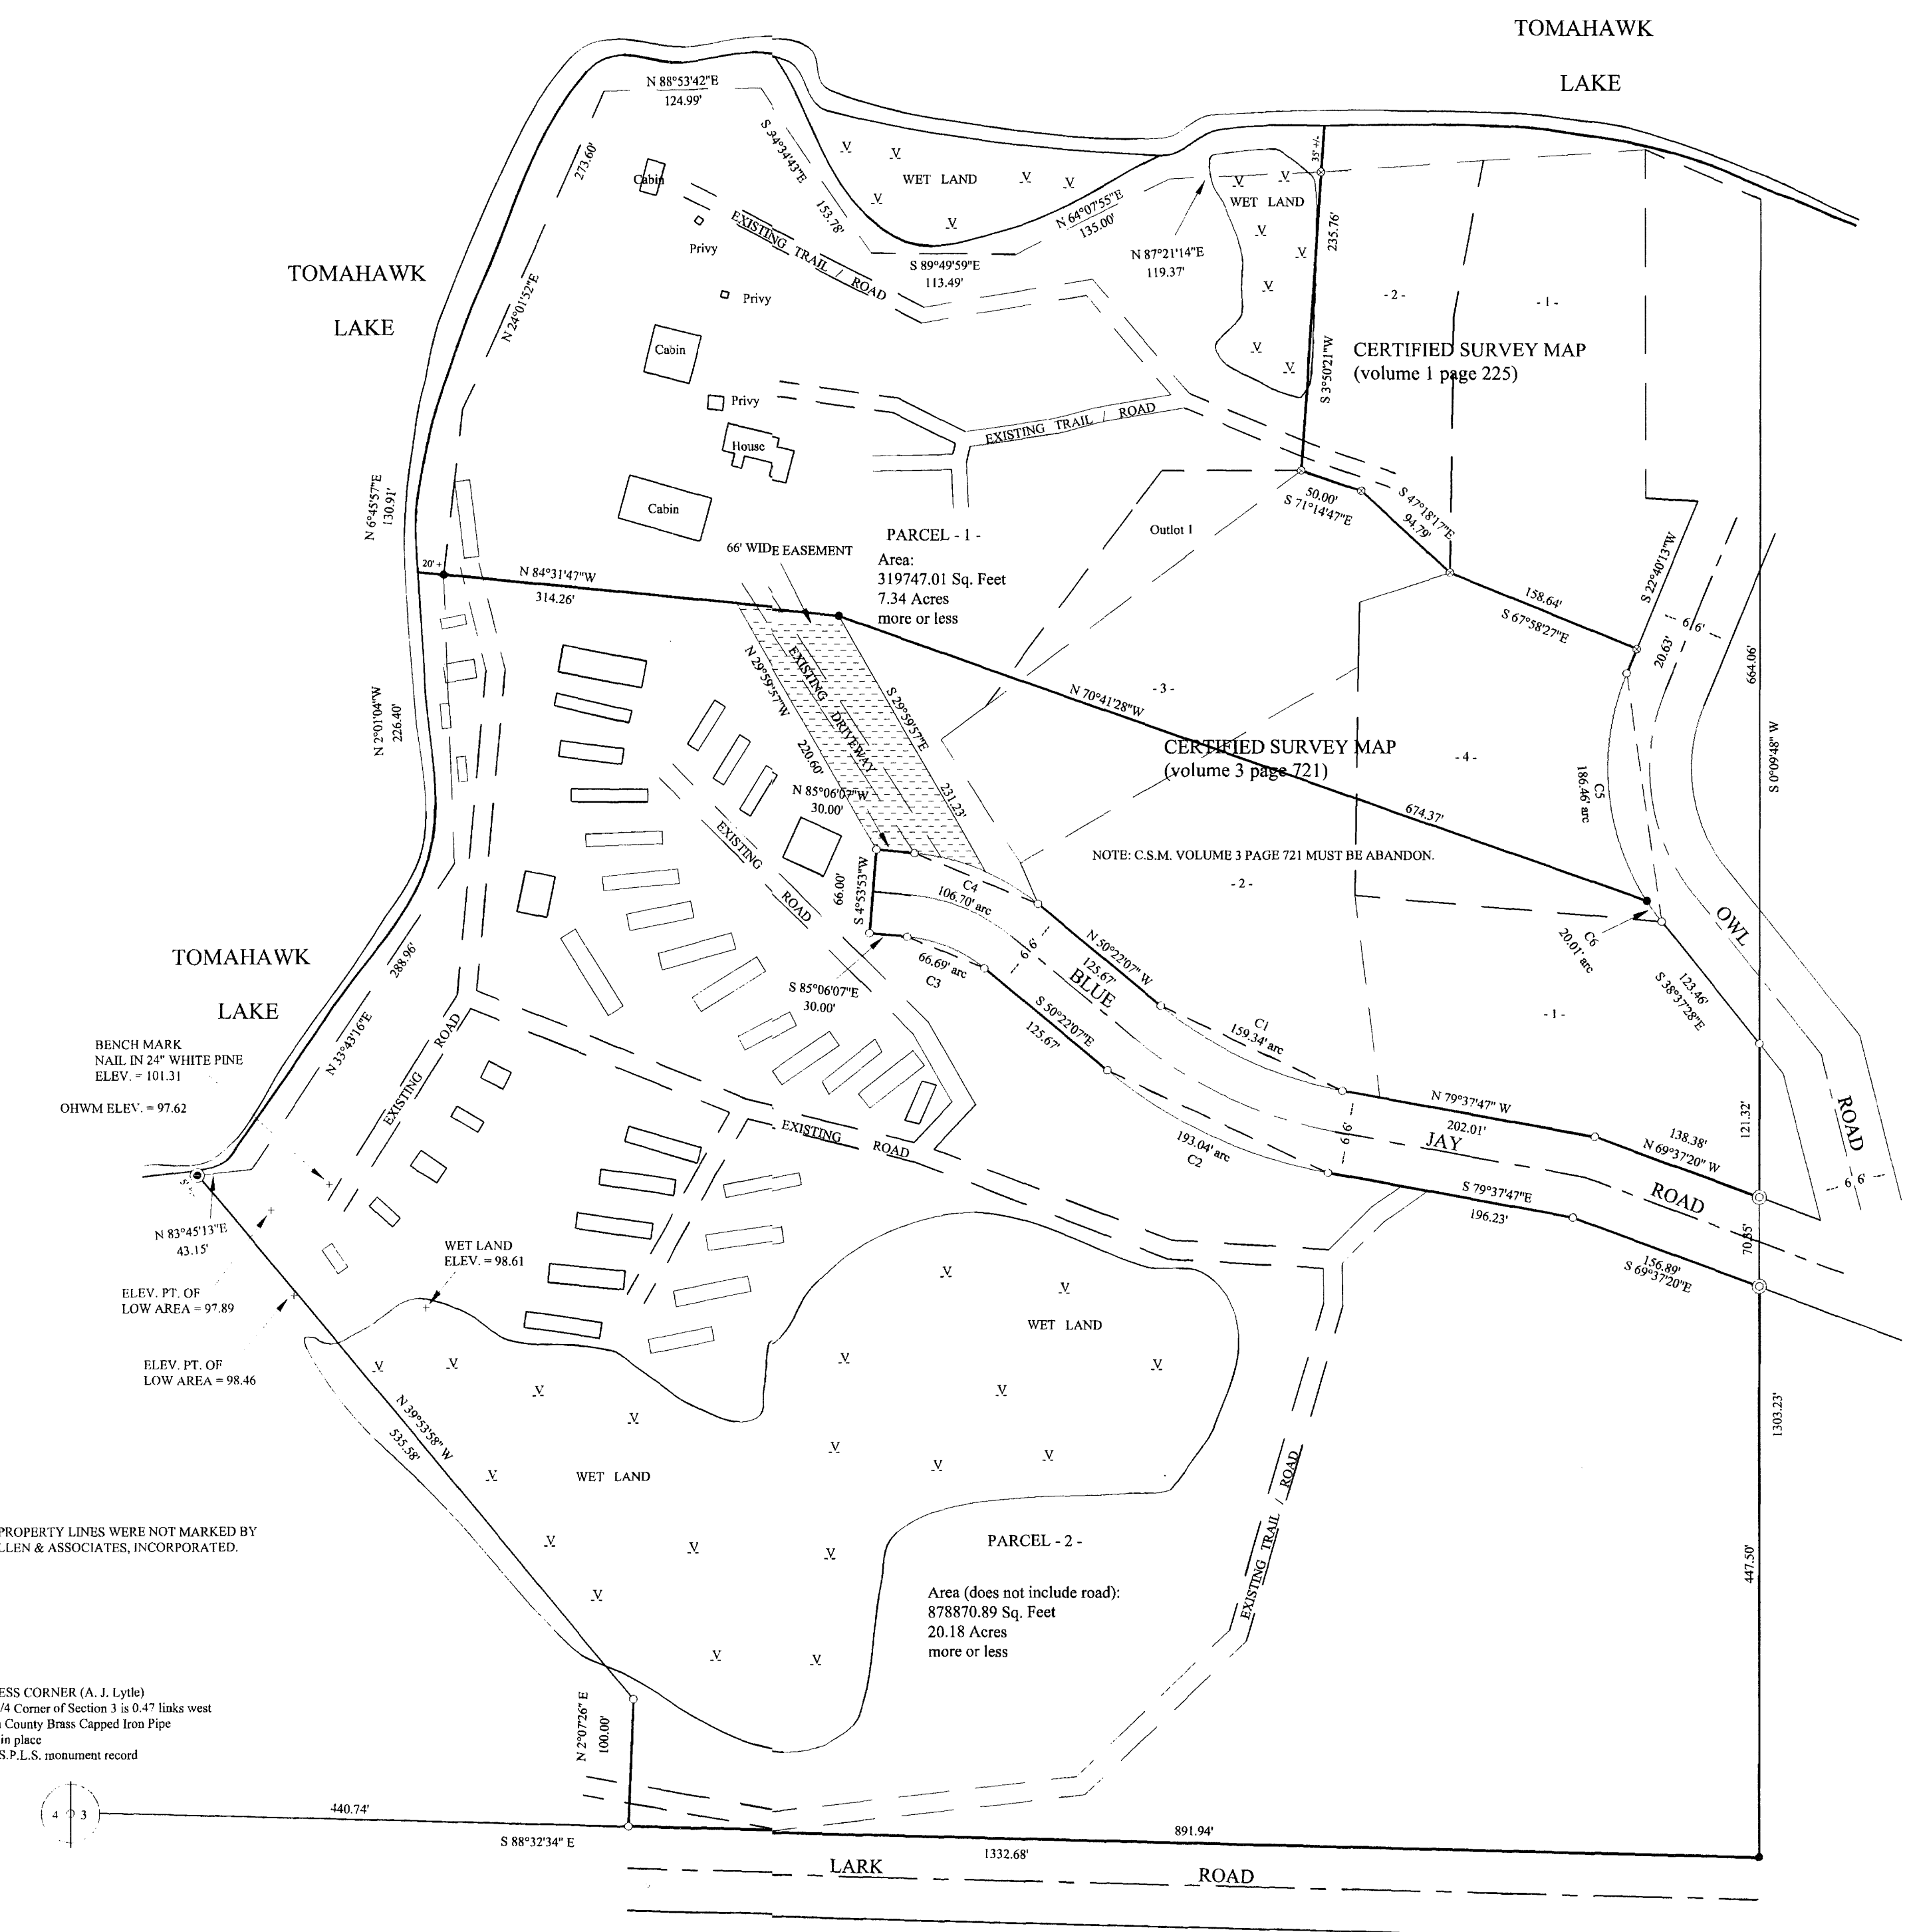 TOMAHAWK
LAKE
N 88°53'42"E
124.99'
273.60'
S 34°34'43"E
153.78'
Cabin
Privy
EXISTING TRAIL / ROAD
WET LAND
N 64°07'55"E
135.00'
S 89°49'59"E
113.49'
N 87°21'14"E
119.37'
35' +/-
WET LAND
235.76'
S 3°50'21"W
- 2 -
- 1 -
CERTIFIED SURVEY MAP
(volume 1 page 225)
TOMAHAWK
LAKE
N 24°01'52"E
Privy
Cabin
Privy
House
Cabin
EXISTING TRAIL / ROAD
N 6°45'57"E
130.91'
20' +
N 84°31'47"W
314.26'
66' WIDE EASEMENT
PARCEL - 1 -
Area:
319747.01 Sq. Feet
7.34 Acres
more or less
Outlot 1
50.00'
S 71°14'47"E
S 47°18'17"E
94.79'
158.64'
S 67°58'27"E
S 22°40'13"W
66'
20.63'
664.06'
S 0°09'48" W
N 2°01'04"W
226.40'
N 29°59'57"W
220.60'
EXISTING DRIVEWAY
S 29°59'57"E
231.23'
N 70°41'28"W
674.37'
- 3 -
CERTIFIED SURVEY MAP
(volume 3 page 721)
- 4 -
C5
186.46' arc
N 85°06'07"W
30.00'
EXISTING ROAD
NOTE: C.S.M. VOLUME 3 PAGE 721 MUST BE ABANDON.
- 2 -
66.00'
S 4°53'53"W
C4
106.70' arc
66.69' arc
C3
S 85°06'07"E
30.00'
66'
N 50°22'07" W
125.67'
S 50°22'07"E
125.67'
BLUE
JAY
ROAD
C1
159.34' arc
193.04' arc
C2
66'
N 79°37'47" W
202.01'
S 79°37'47"E
196.23'
138.38'
N 69°37'20" W
156.89'
S 69°37'20"E
C6
20.01' arc
123.46'
S 38°37'28"E
- 1 -
121.32'
OWL
ROAD
66'
TOMAHAWK
LAKE
288.96'
N 33°43'16"E
EXISTING ROAD
BENCH MARK
NAIL IN 24" WHITE PINE
ELEV. = 101.31
OHWM ELEV. = 97.62
EXISTING ROAD
N 83°45'13"E
43.15'
ELEV. PT. OF
LOW AREA = 97.89
ELEV. PT. OF
LOW AREA = 98.46
WET LAND
ELEV. = 98.61
WET LAND
WET LAND
N 39°53'58" W
535.58'
EXISTING TRAIL / ROAD
1303.23'
447.50'
PROPERTY LINES WERE NOT MARKED BY
LLEN & ASSOCIATES, INCORPORATED.
PARCEL - 2 -
Area (does not include road):
878870.89 Sq. Feet
20.18 Acres
more or less
ESS CORNER (A. J. Lytle)
/4 Corner of Section 3 is 0.47 links west
County Brass Capped Iron Pipe
in place
S.P.L.S. monument record
N 2°07'26" E
100.00'
4 3
440.74'
S 88°32'34" E
891.94'
1332.68'
LARK ROAD